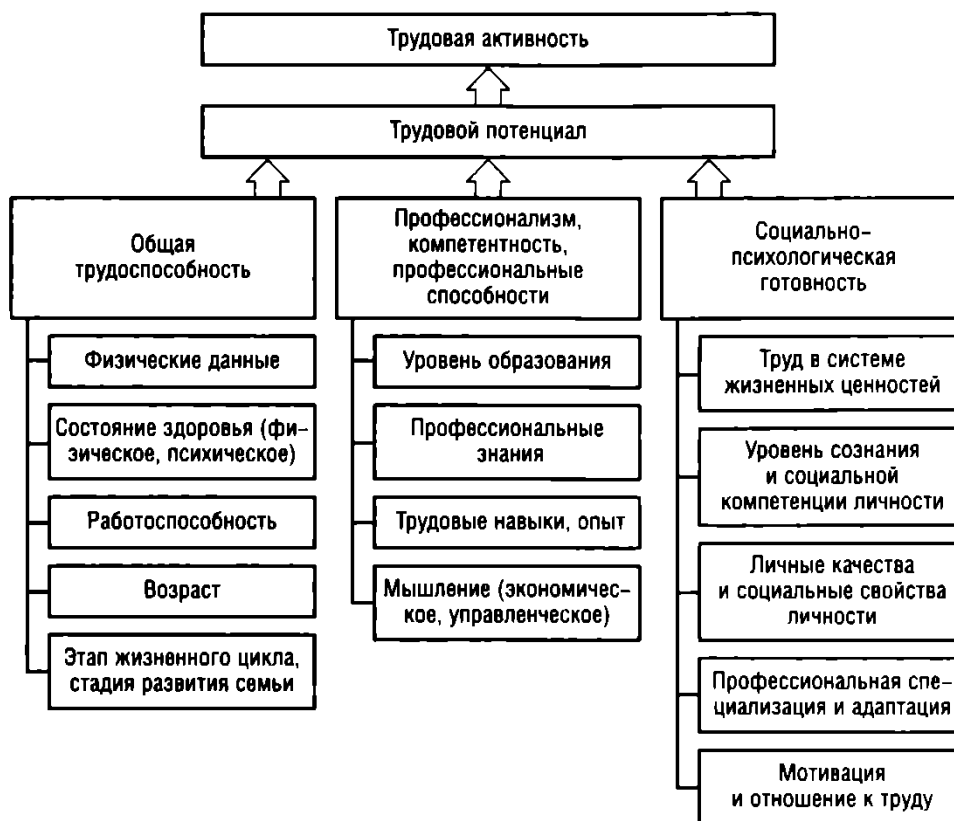 Трудовая активность
Трудовой потенциал
Общая
трудоспособность
Физические данные
Состояние здоровья (фи-
зическое, психическое)
Работоспособность
Возраст
Этап жизненного цикла,
стадия развития семьи
Профессионализм,
компетентность,
профессиональные
способности
Уровень образования
Профессиональные
знания
Трудовые навыки, опыт
Мышление (экономичес-
кое, управленческое)
Социально-
психологическая
готовность
Труд в системе
жизненных ценностей
Уровень сознания
и социальной
компетенции личности
Личные качества
и социальные свойства
личности
Профессиональная спе-
циализация и адаптация
Мотивация
и отношение к труду